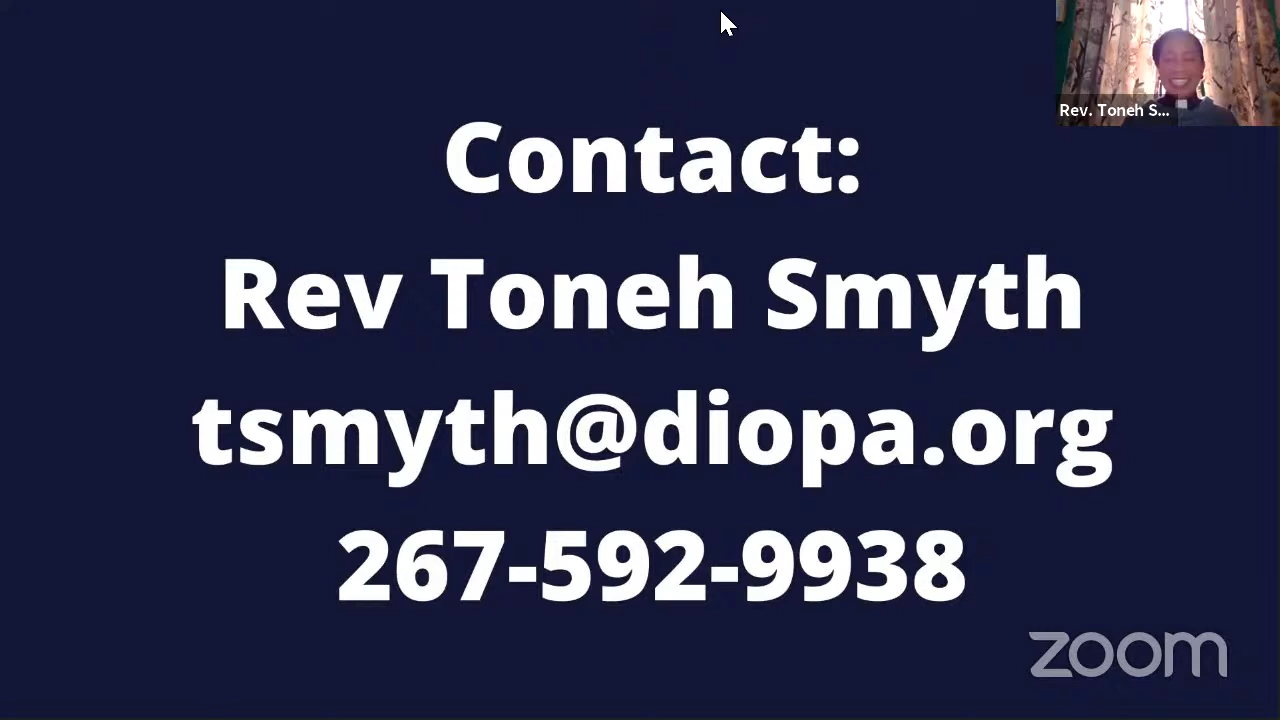 Rev. Toneh S...
Contact:
Rev Toneh Smyth
tsmyth@diopa.org
267-592-9938
zoom